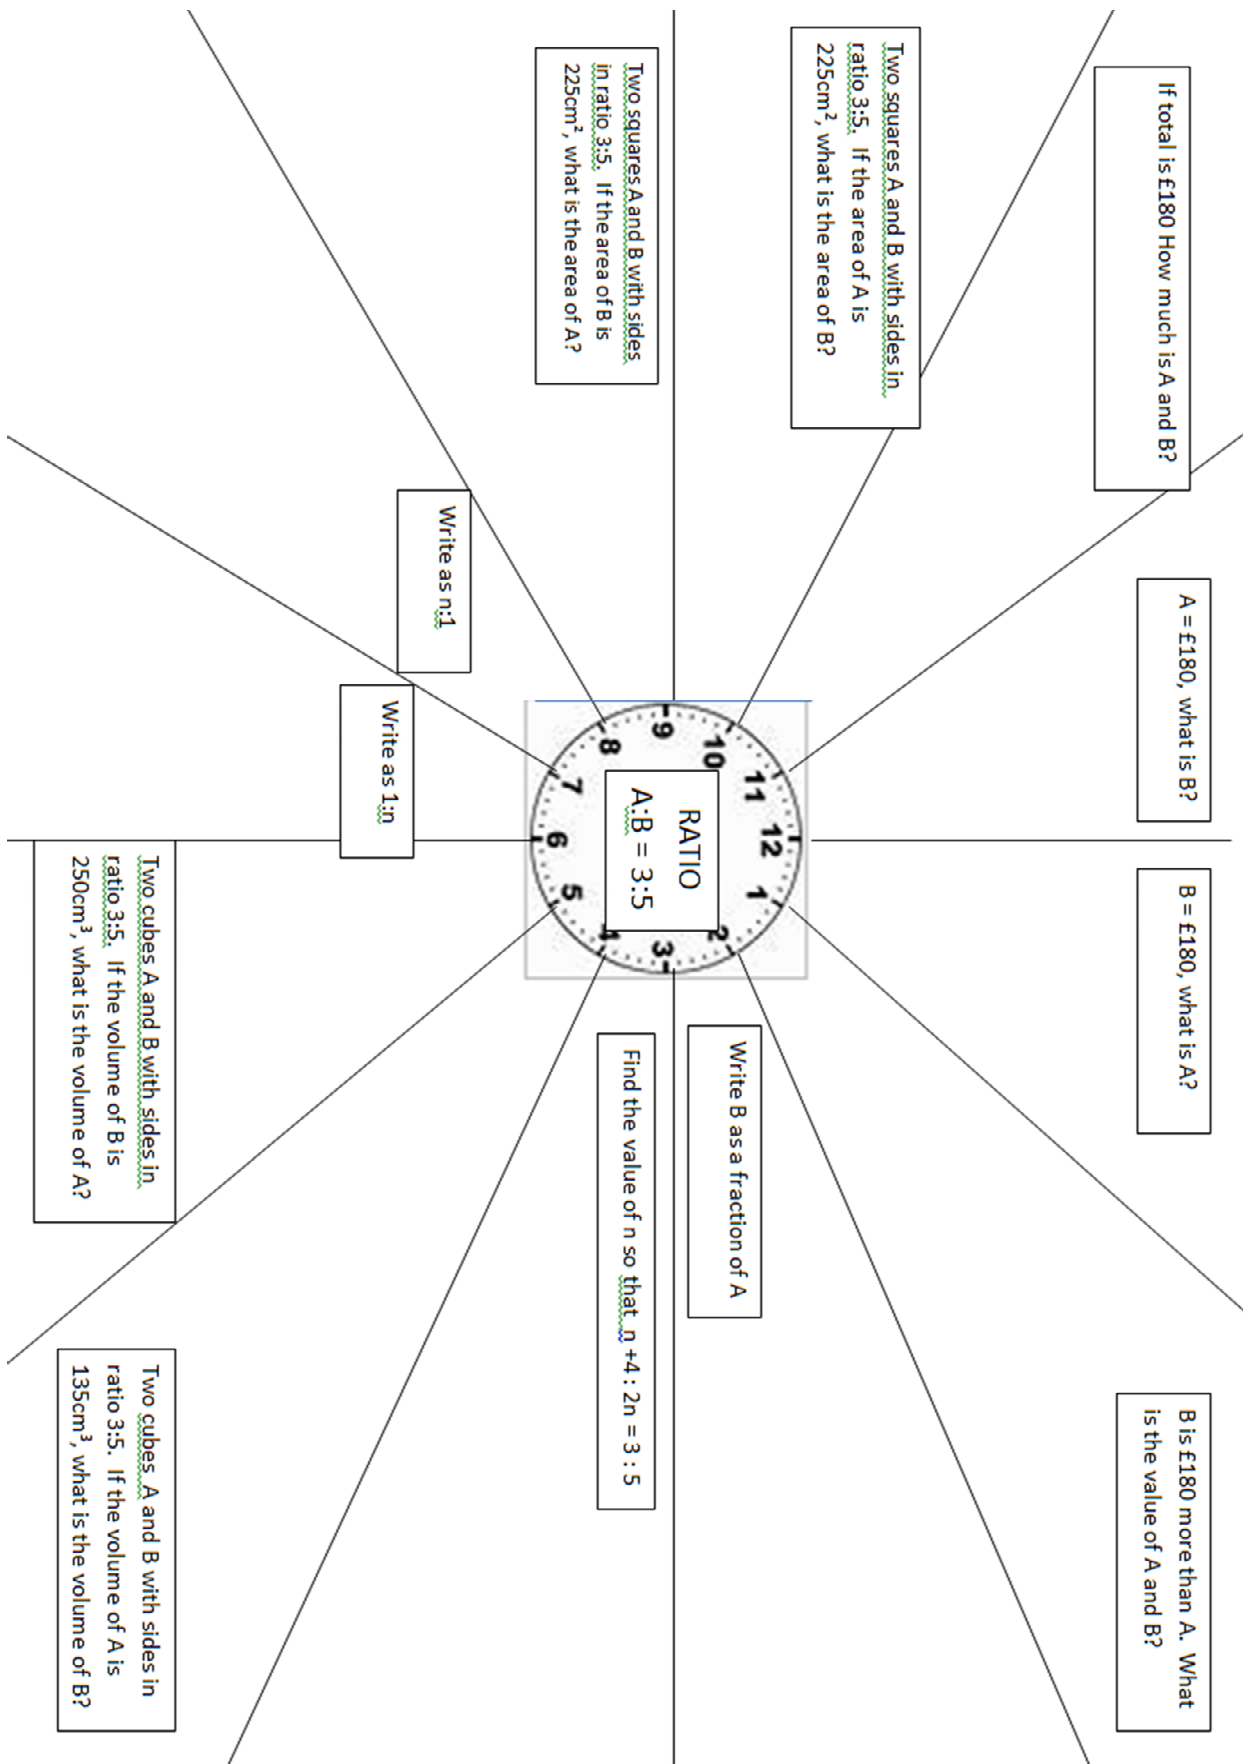 If total is £180 How much is A and B?
A = £180, what is B?
B = £180, what is A?
B is £180 more than A. What
is the value of A and B?
Two squares A and B with sides in
ratio 3:5. If the area of A is
225cm², what is the area of B?
Write B as a fraction of A
Two squares A and B with sides
in ratio 3:5. If the area of B is
225cm², what is the area of A?
Find the value of n so that n +4 : 2n = 3 : 5
12
1
2
3
4
5
6
7
8
9
10
11
RATIO
A:B = 3:5
Write as n:1
Write as 1:n
Two cubes A and B with sides in
ratio 3:5. If the volume of B is
250cm³, what is the volume of A?
Two cubes A and B with sides in
ratio 3:5. If the volume of A is
135cm³, what is the volume of B?